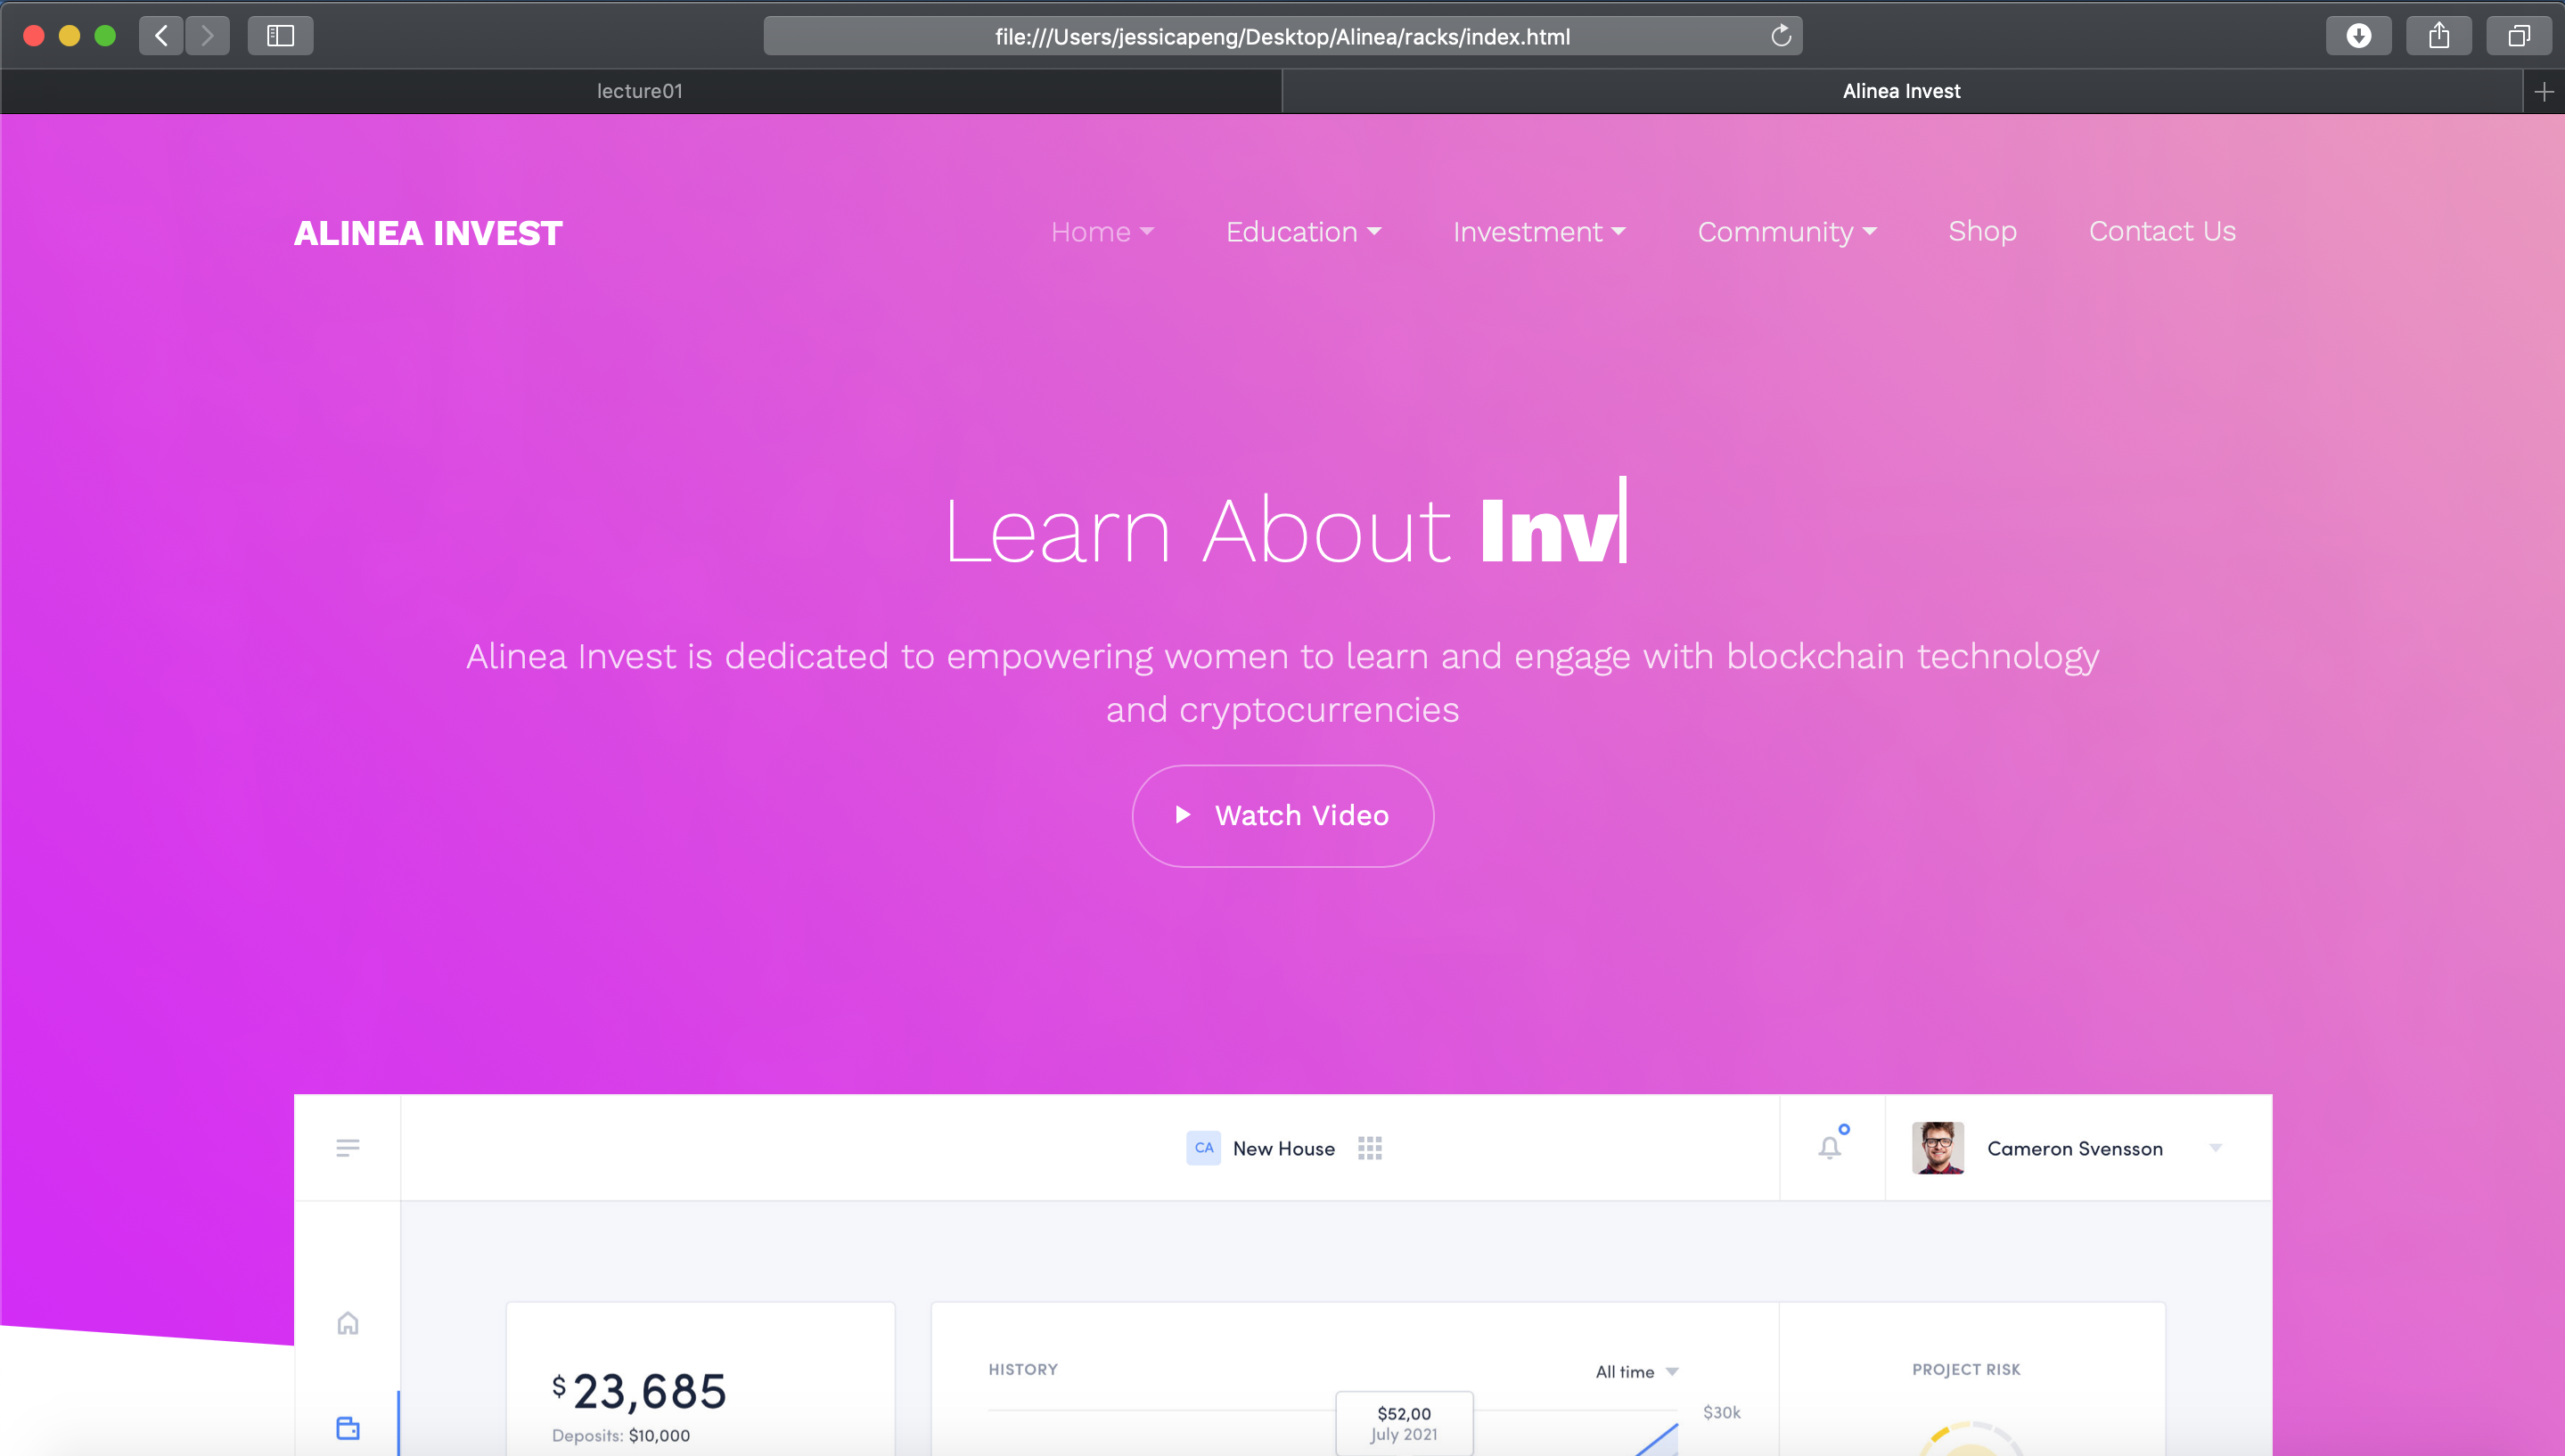 file:///Users/jessicapeng/Desktop/Alinea/racks/index.html
lecture01
Alinea Invest
ALINEA INVEST
Home
Education
Investment
Community
Shop
Contact Us
Learn About Inv
Alinea Invest is dedicated to empowering women to learn and engage with blockchain technology
and cryptocurrencies
Watch Video
CA
New House
Cameron Svensson
$23,685
Deposits: $10,000
HISTORY
All time
$52,00
July 2021
$30k
PROJECT RISK